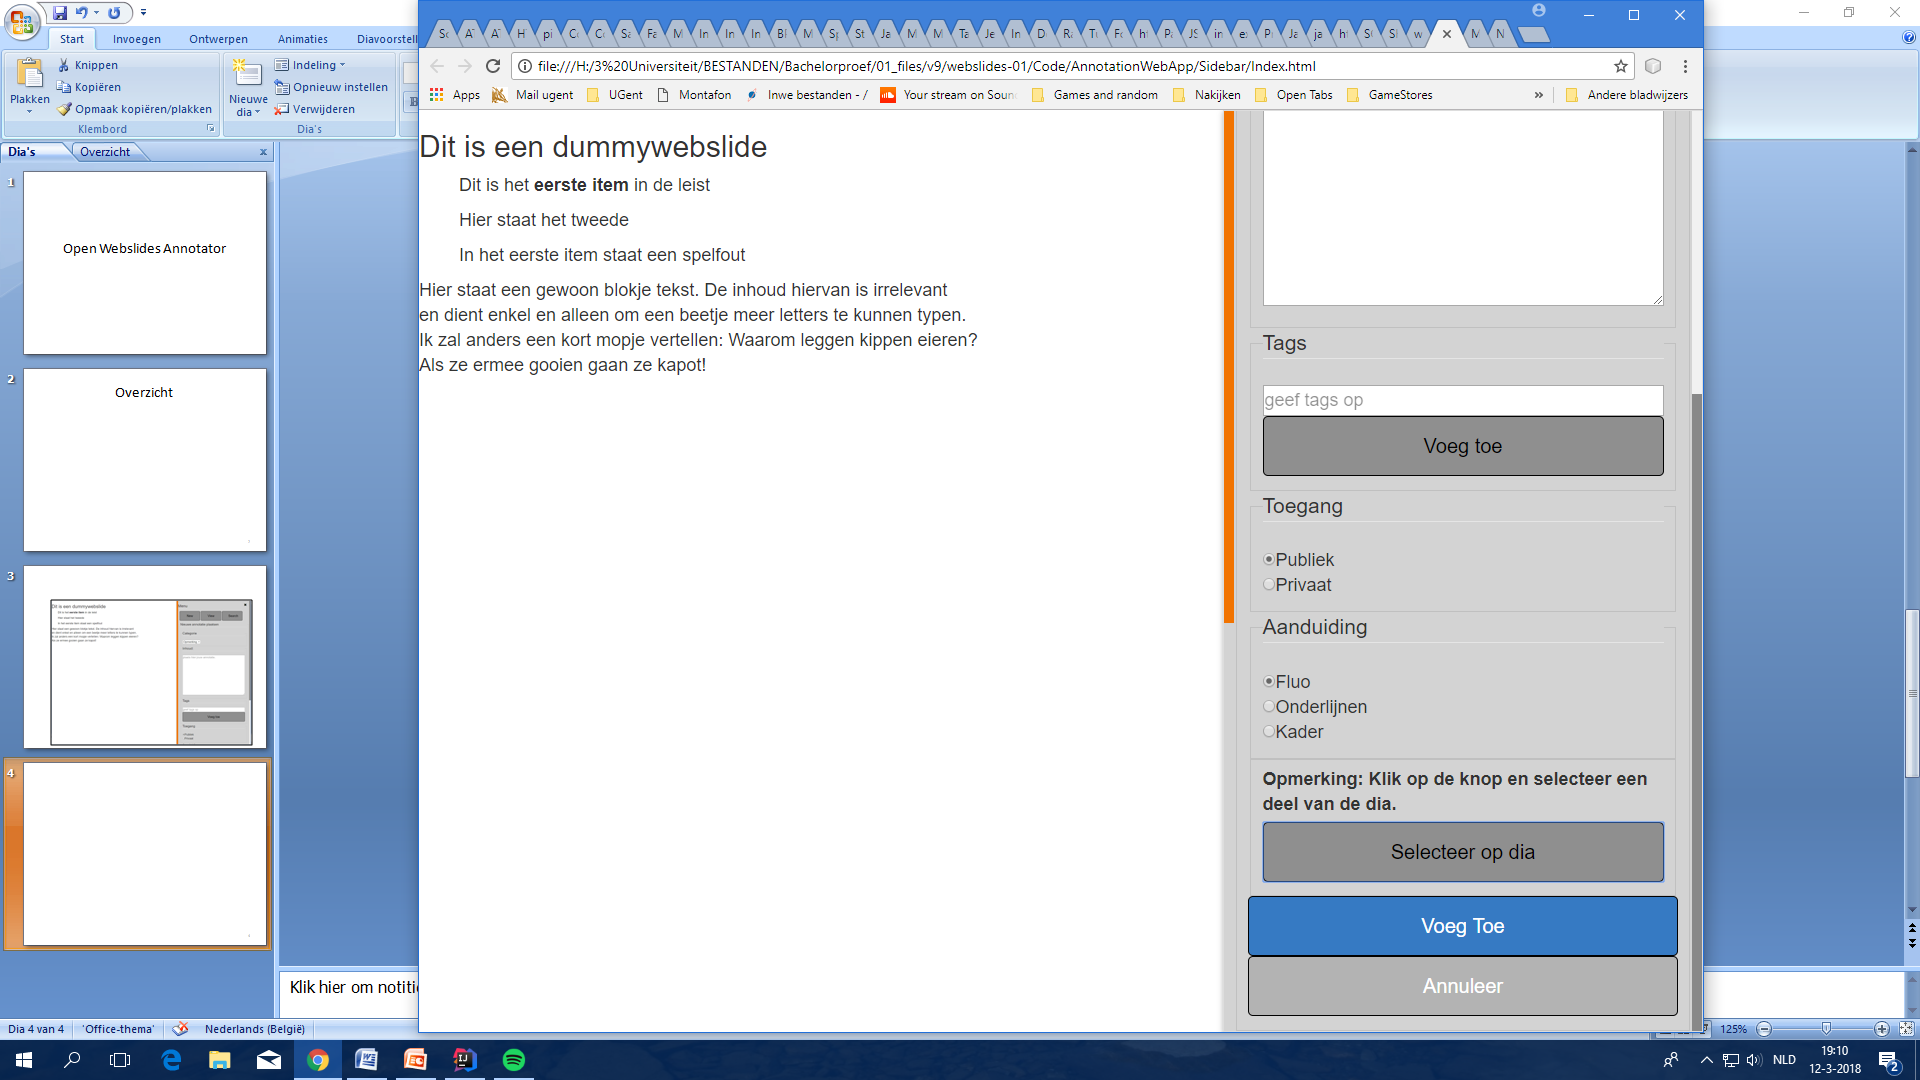 Start Invoegen Ontwerpen Animaties Diavoorstell
Plakken
Knippen
Kopiëren
Opmaak kopiëren/plakken
Klembord
Nieuwe
dia
Indeling
Opnieuw instellen
Verwijderen
Dia's
Dia's Overzicht x
1
Open Webslides Annotator
2
Overzicht
3
4
Klik hier om notiti
Dia 4 van 4 'Office-thema' Nederlands (België)
125%
file:///H:/3%20Universiteit/BESTANDEN/Bachelorproef/01_files/v9/webslides-01/Code/AnnotationWebApp/Sidebar/Index.html
Apps Mail ugent UGent Montafon Inwe bestanden - / Your stream on Soun Games and random Nakijken Open Tabs GameStores » Andere bladwijzers
Dit is een dummywebslide
Dit is het eerste item in de leist
Hier staat het tweede
In het eerste item staat een spelfout
Hier staat een gewoon blokje tekst. De inhoud hiervan is irrelevant
en dient enkel en alleen om een beetje meer letters te kunnen typen.
Ik zal anders een kort mopje vertellen: Waarom leggen kippen eieren?
Als ze ermee gooien gaan ze kapot!
Tags
geef tags op
Voeg toe
Toegang
Publiek
Privaat
Aanduiding
Fluo
Onderlijnen
Kader
Opmerking: Klik op de knop en selecteer een
deel van de dia.
Selecteer op dia
Voeg Toe
Annuleer
NLD
19:10
12-3-2018
2